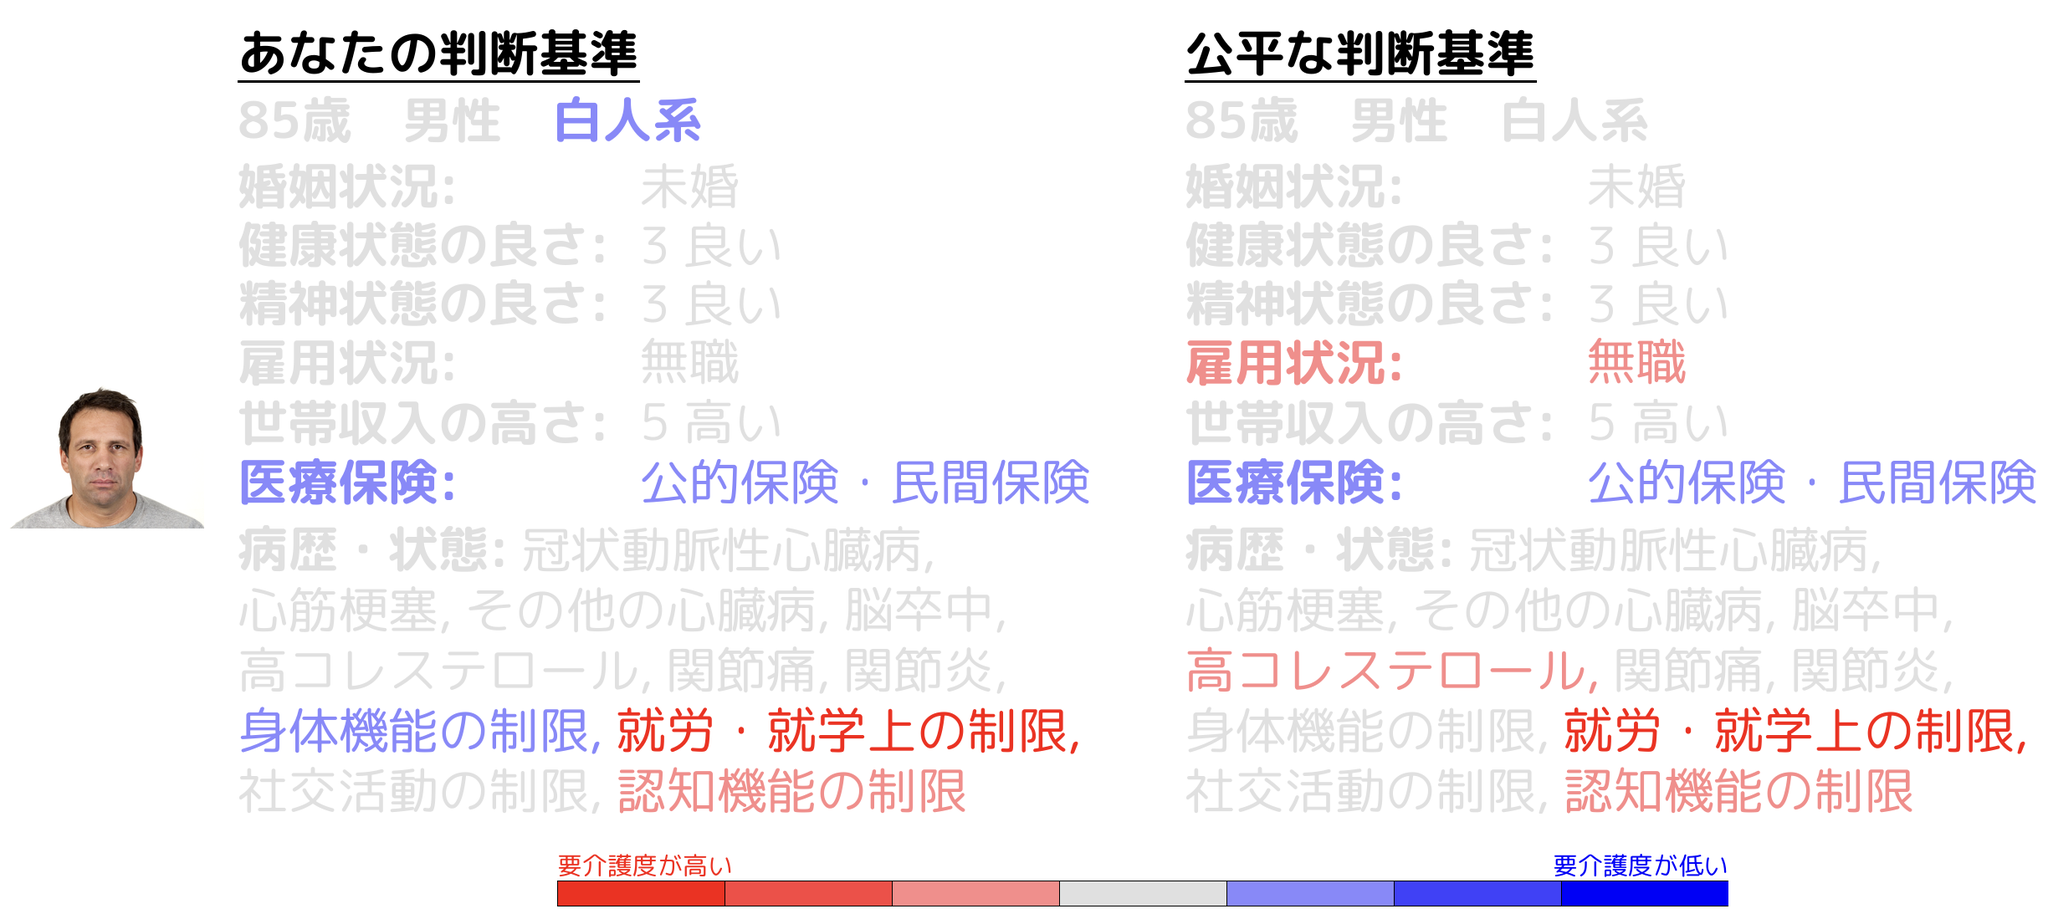 あなたの判断基準
85歳 男性 白人系
婚姻状況: 未婚
健康状態の良さ: 3 良い
精神状態の良さ: 3 良い
雇用状況: 無職
世帯収入の高さ: 5 高い
医療保険: 公的保険・民間保険
病歴・状態: 冠状動脈性心臓病,
心筋梗塞, その他の心臓病, 脳卒中,
高コレステロール, 関節痛, 関節炎,
身体機能の制限, 就労・就学上の制限,
社交活動の制限, 認知機能の制限
公平な判断基準
85歳 男性 白人系
婚姻状況: 未婚
健康状態の良さ: 3 良い
精神状態の良さ: 3 良い
雇用状況: 無職
世帯収入の高さ: 5 高い
医療保険: 公的保険・民間保険
病歴・状態: 冠状動脈性心臓病,
心筋梗塞, その他の心臓病, 脳卒中,
高コレステロール, 関節痛, 関節炎,
身体機能の制限, 就労・就学上の制限,
社交活動の制限, 認知機能の制限
要介護度が高い
要介護度が低い